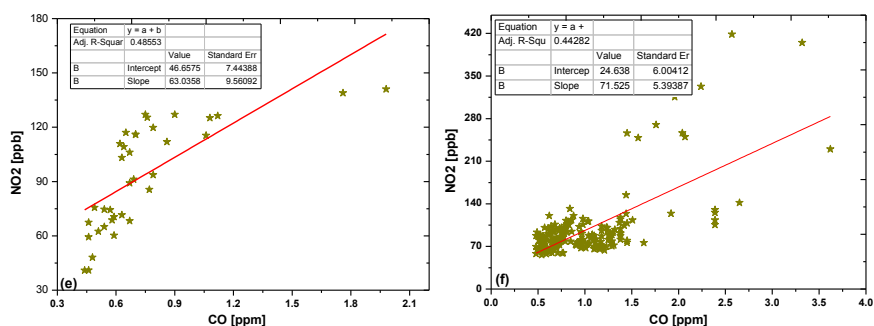 Equation y = a + b
Adj. R-Squar 0.48553
Value Standard Err
B Intercept 46.6575 7.44388
B Slope 63.0358 9.56092
180
150
120
90
60
30
NO2 [ppb]
(e)
0.3 0.6 0.9 1.2 1.5 1.8 2.1
CO [ppm]
Equation y = a +
Adj. R-Squ 0.44282
Value Standard Er
B Intercep 24.638 6.00412
B Slope 71.525 5.39387
420
350
280
210
140
70
0
NO2 [ppb]
(f)
0.0 0.5 1.0 1.5 2.0 2.5 3.0 3.5 4.0
CO [ppm]